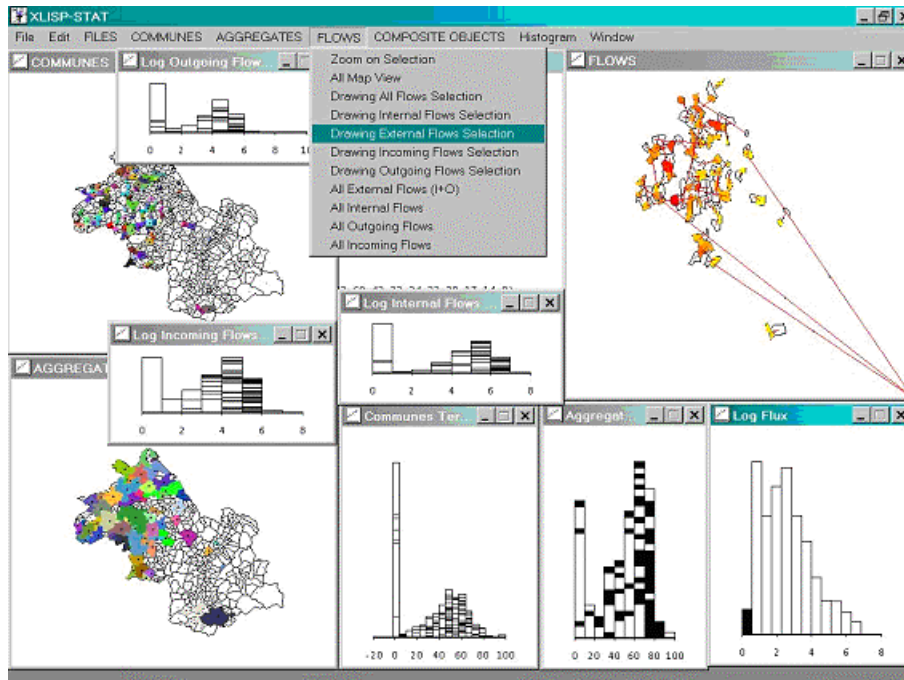 XLISP-STAT
File Edit FILES COMMUNES AGGREGATES FLOWS COMPOSITE OBJECTS Histogram Window
COMMUNES
Log Outgoing Flow...
0 2 4 6 8
Zoom on Selection
All Map View
Drawing All Flows Selection
Drawing Internal Flows Selection
Drawing External Flows Selection
Drawing Incoming Flows Selection
Drawing Outgoing Flows Selection
All External Flows (I+O)
All Internal Flows
All Outgoing Flows
All Incoming Flows
FLOWS
Log Incoming Flows...
0 2 4 6 8
Log Internal Flows...
0 2 4 6 8
AGGREGAT
Communes Ter...
-20 0 20 40 60 80 100
Aggregat...
0 20 40 60 80 100
Log Flux
0 2 4 6 8